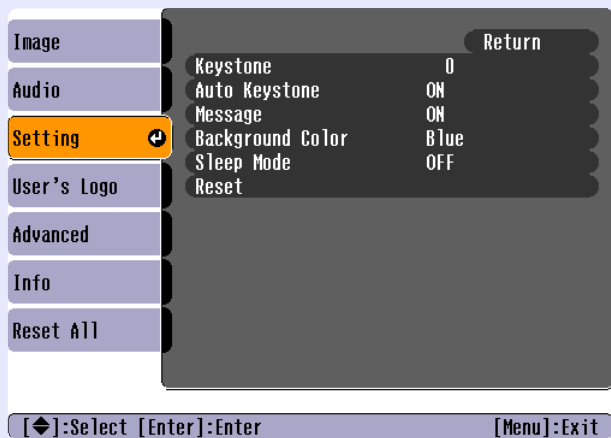 Image
Audio
Setting
User's Logo
Advanced
Info
Reset All
Return
Keystone 0
Auto Keystone ON
Message ON
Background Color Blue
Sleep Mode OFF
Reset
[◆]:Select [Enter]:Enter [Menu]:Exit